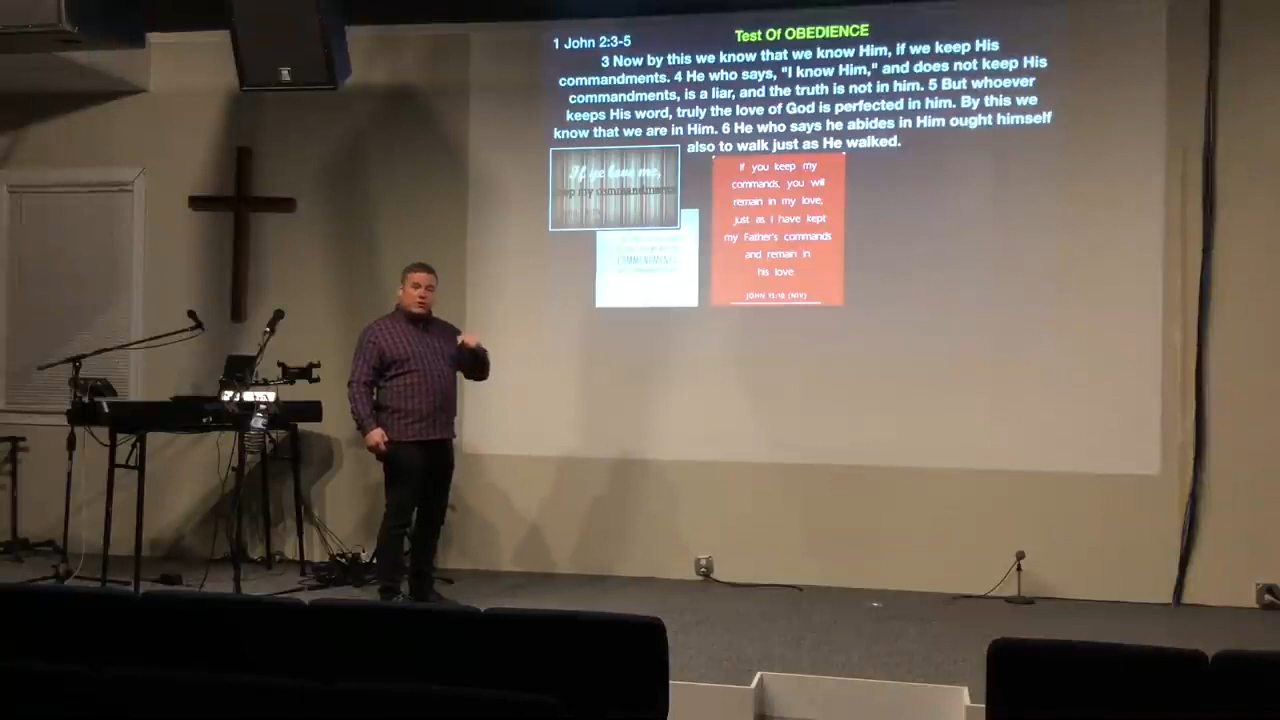 1 John 2:3-5
Test Of OBEDIENCE
3 Now by this we know that we know Him, if we keep His
commandments. 4 He who says, "I know Him," and does not keep His
commandments, is a liar, and the truth is not in him. 5 But whoever
keeps His word, truly the love of God is perfected in him. By this we
know that we are in Him. 6 He who says he abides in Him ought himself
also to walk just as He walked.
If ye love me,
keep my commandments
COMMANDMENTS
If you keep my
commands, you will
remain in my love,
just as I have kept
my Father's commands
and remain in
his love.
JOHN 15:10 (NIV)